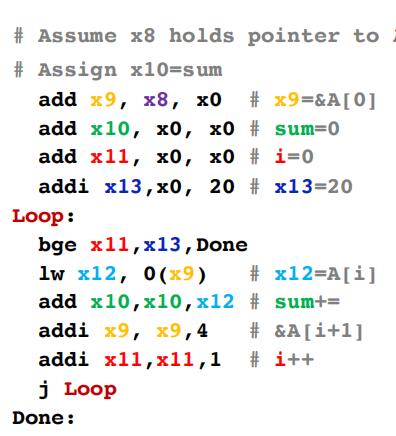 # Assume x8 holds pointer to
# Assign x10=sum
add x9, x8, x0 # x9=&A[0]
add x10, x0, x0 # sum=0
add x11, x0, x0 # i=0
addi x13,x0, 20 # x13=20
Loop:
bge x11,x13,Done
lw x12, 0(x9) # x12=A[i]
add x10,x10,x12 # sum+=
addi x9, x9,4 # &A[i+1]
addi x11,x11,1 # i++
j Loop
Done: